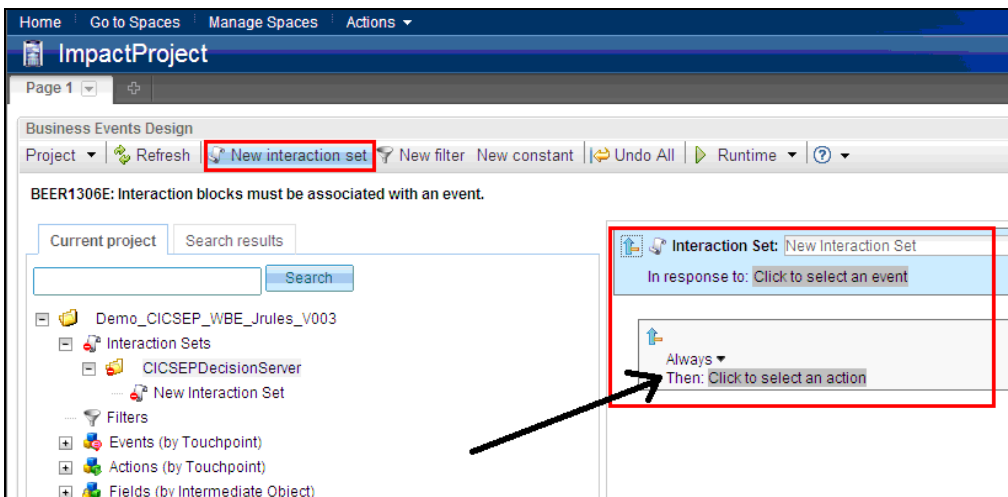 Home Go to Spaces Manage Spaces Actions
ImpactProject
Page 1
Business Events Design
Project Refresh New interaction set New filter New constant Undo All Runtime ?
BEER1306E: Interaction blocks must be associated with an event.
Current project Search results
Search
Demo_CICSEP_WBE_Jrules_V003
Interaction Sets
CICSEPDecisionServer
New Interaction Set
Filters
Events (by Touchpoint)
Actions (by Touchpoint)
Fields (by Intermediate Object)
Interaction Set: New Interaction Set
In response to: Click to select an event
Always
Then: Click to select an action